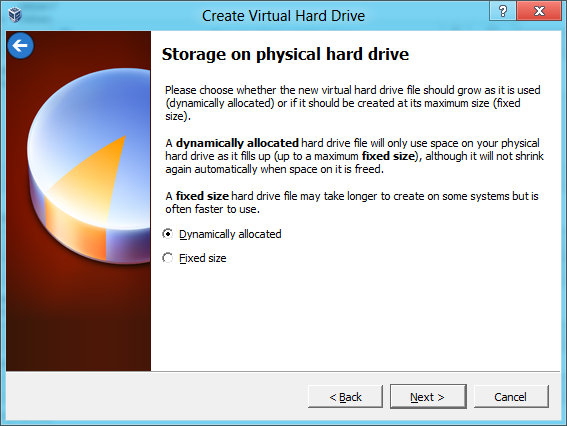 Create Virtual Hard Drive
?
X
Storage on physical hard drive
Please choose whether the new virtual hard drive file should grow as it is used
(dynamically allocated) or if it should be created at its maximum size (fixed
size).
A dynamically allocated hard drive file will only use space on your physical
hard drive as it fills up (up to a maximum fixed size), although it will not shrink
again automatically when space on it is freed.
A fixed size hard drive file may take longer to create on some systems but is
often faster to use.
Dynamically allocated
Fixed size
< Back
Next >
Cancel